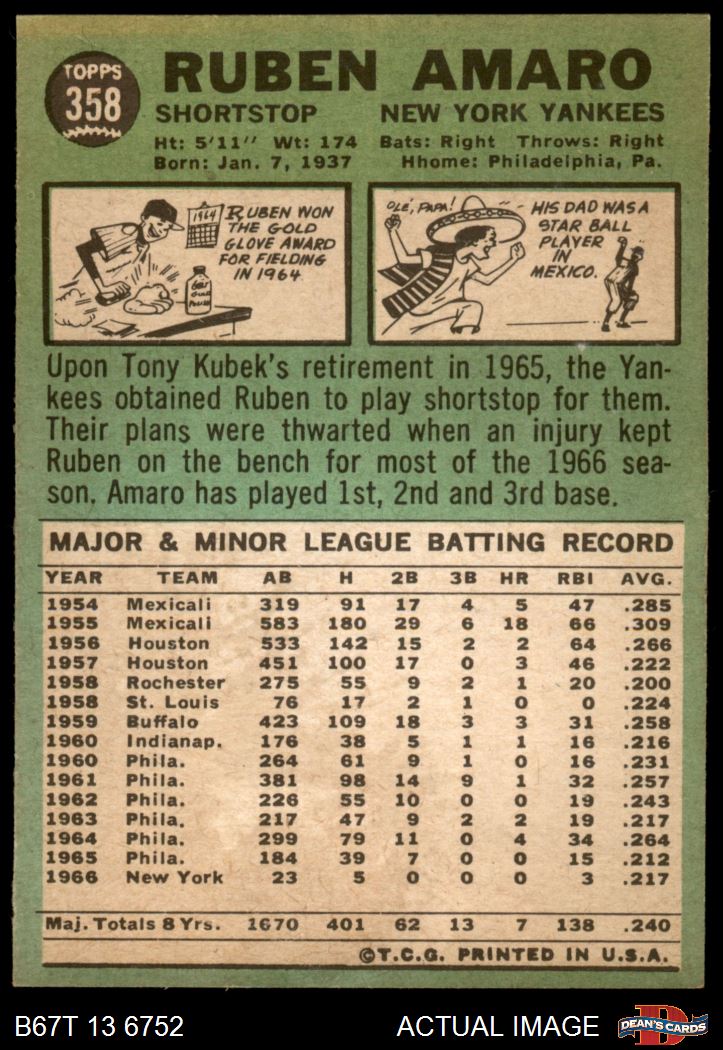 TOPPS
358
RUBEN AMARO
SHORTSTOP NEW YORK YANKEES
Ht: 5'11" Wt: 174 Bats: Right Throws: Right
Born: Jan. 7, 1937 Hhome: Philadelphia, Pa.
1964
RUBEN WON
THE GOLD
GLOVE AWARD
FOR FIELDING
IN 1964.
OLÉ, PAPA!
HIS DAD WAS A
STAR BALL
PLAYER
IN
MEXICO.
Upon Tony Kubek's retirement in 1965, the Yan-
kees obtained Ruben to play shortstop for them.
Their plans were thwarted when an injury kept
Ruben on the bench for most of the 1966 sea-
son. Amaro has played 1st, 2nd and 3rd base.
MAJOR & MINOR LEAGUE BATTING RECORD
YEAR TEAM AB H 2B 3B HR RBI AVG.
1954 Mexicali 319 91 17 4 5 47 .285
1955 Mexicali 583 180 29 6 18 66 .309
1956 Houston 533 142 15 2 2 64 .266
1957 Houston 451 100 17 0 3 46 .222
1958 Rochester 275 55 9 2 1 20 .200
1958 St. Louis 76 17 2 1 0 0 .224
1959 Buffalo 423 109 18 3 3 31 .258
1960 Indianap. 176 38 5 1 1 16 .216
1960 Phila. 264 61 9 1 0 16 .231
1961 Phila. 381 98 14 9 1 32 .257
1962 Phila. 226 55 10 0 0 19 .243
1963 Phila. 217 47 9 2 2 19 .217
1964 Phila. 299 79 11 0 4 34 .264
1965 Phila. 184 39 7 0 0 15 .212
1966 New York 23 5 0 0 0 3 .217
Maj. Totals 8 Yrs. 1670 401 62 13 7 138 .240
©T.C.G. PRINTED IN U.S.A.
B67T 13 6752 ACTUAL IMAGE
D
DEAN'S CARDS